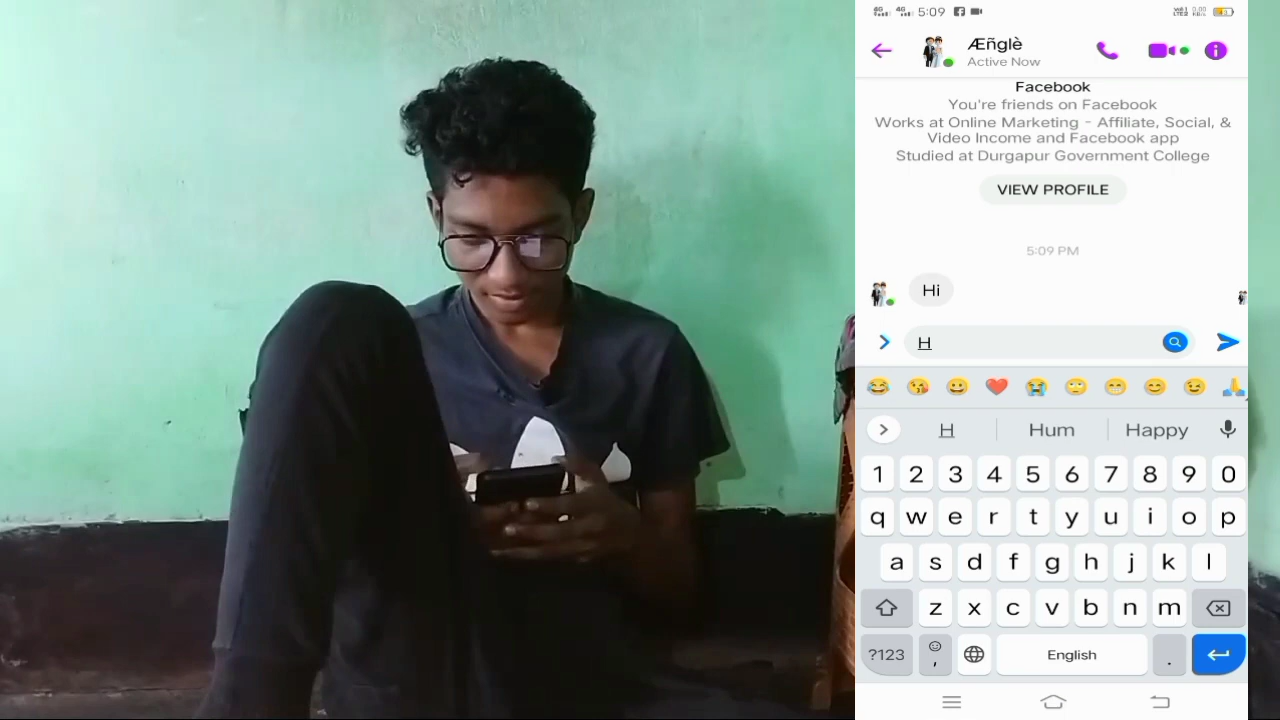 4G 4G 5:09
Æñglè
Active Now
Facebook
You're friends on Facebook
Works at Online Marketing - Affiliate, Social, &
Video Income and Facebook app
Studied at Durgapur Government College
VIEW PROFILE
5:09 PM
Hi
H
H Hum Happy
1 2 3 4 5 6 7 8 9 0
q w e r t y u i o p
a s d f g h j k l
z x c v b n m
?123 , English .